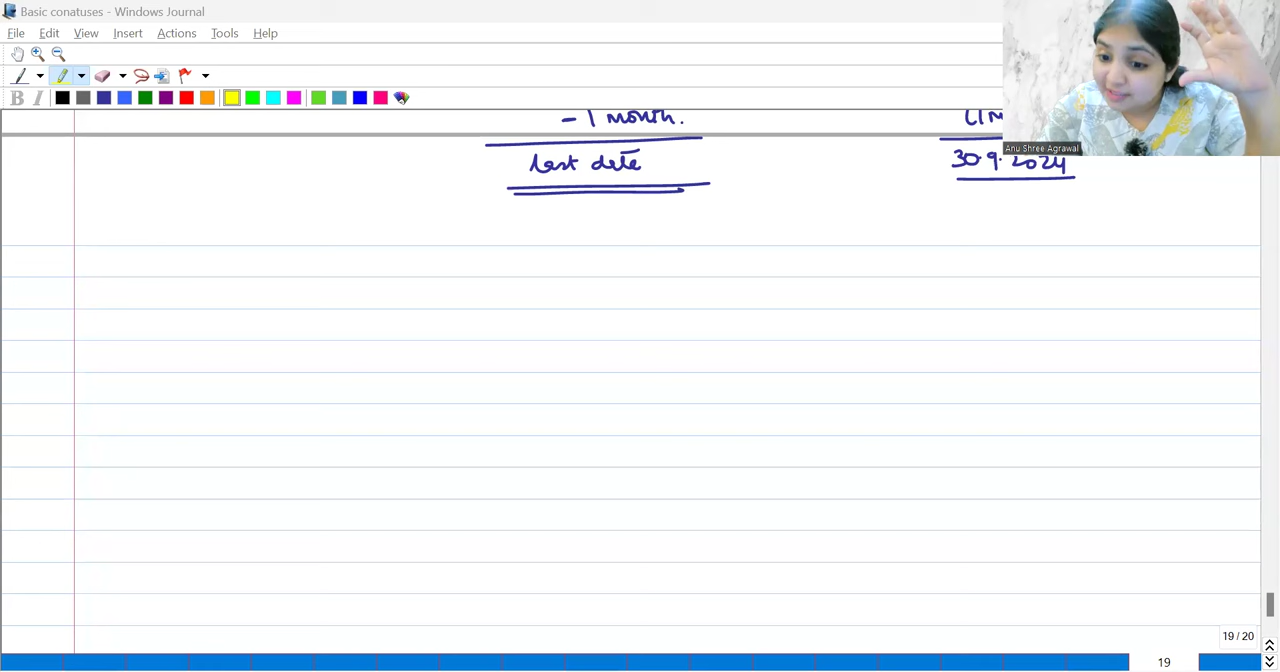 Basic conatuses - Windows Journal
File Edit View Insert Actions Tools Help
B I
- 1 month.
last date
30.9.2024
Anu Shree Agrawal
19 / 20
19